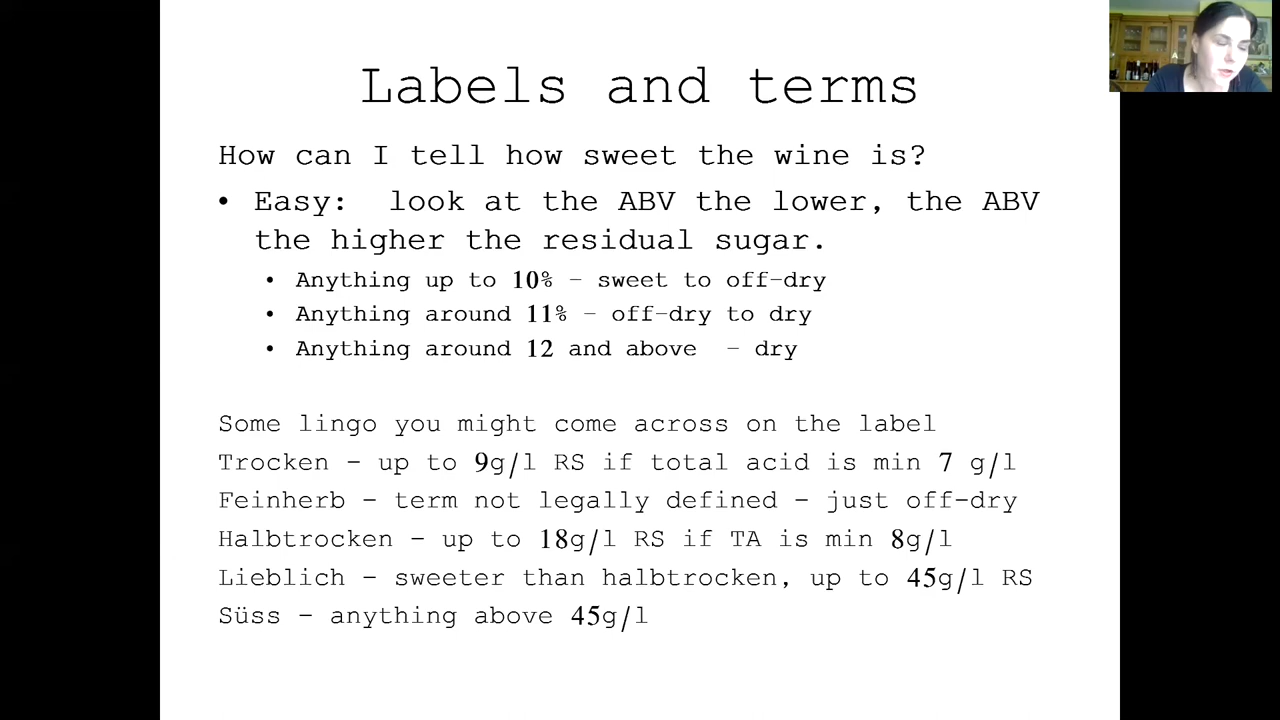 Labels and terms
How can I tell how sweet the wine is?
• Easy:  look at the ABV the lower, the ABV
the higher the residual sugar.
• Anything up to 10% – sweet to off-dry
• Anything around 11% – off-dry to dry
• Anything around 12 and above  – dry
Some lingo you might come across on the label
Trocken – up to 9g/l RS if total acid is min 7 g/l
Feinherb – term not legally defined – just off-dry
Halbtrocken – up to 18g/l RS if TA is min 8g/l
Lieblich – sweeter than halbtrocken, up to 45g/l RS
Süss – anything above 45g/l